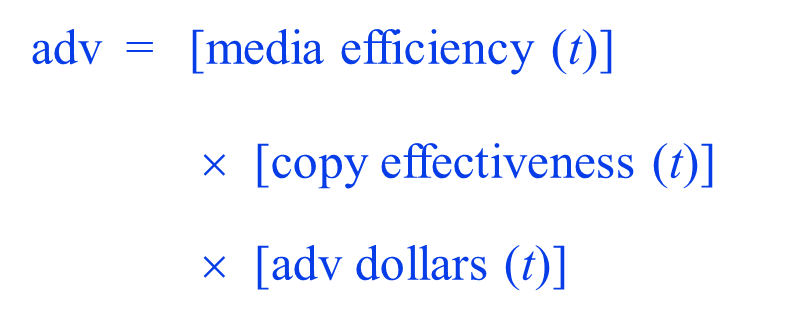 adv = [media efficiency (t)]
× [copy effectiveness (t)]
× [adv dollars (t)]